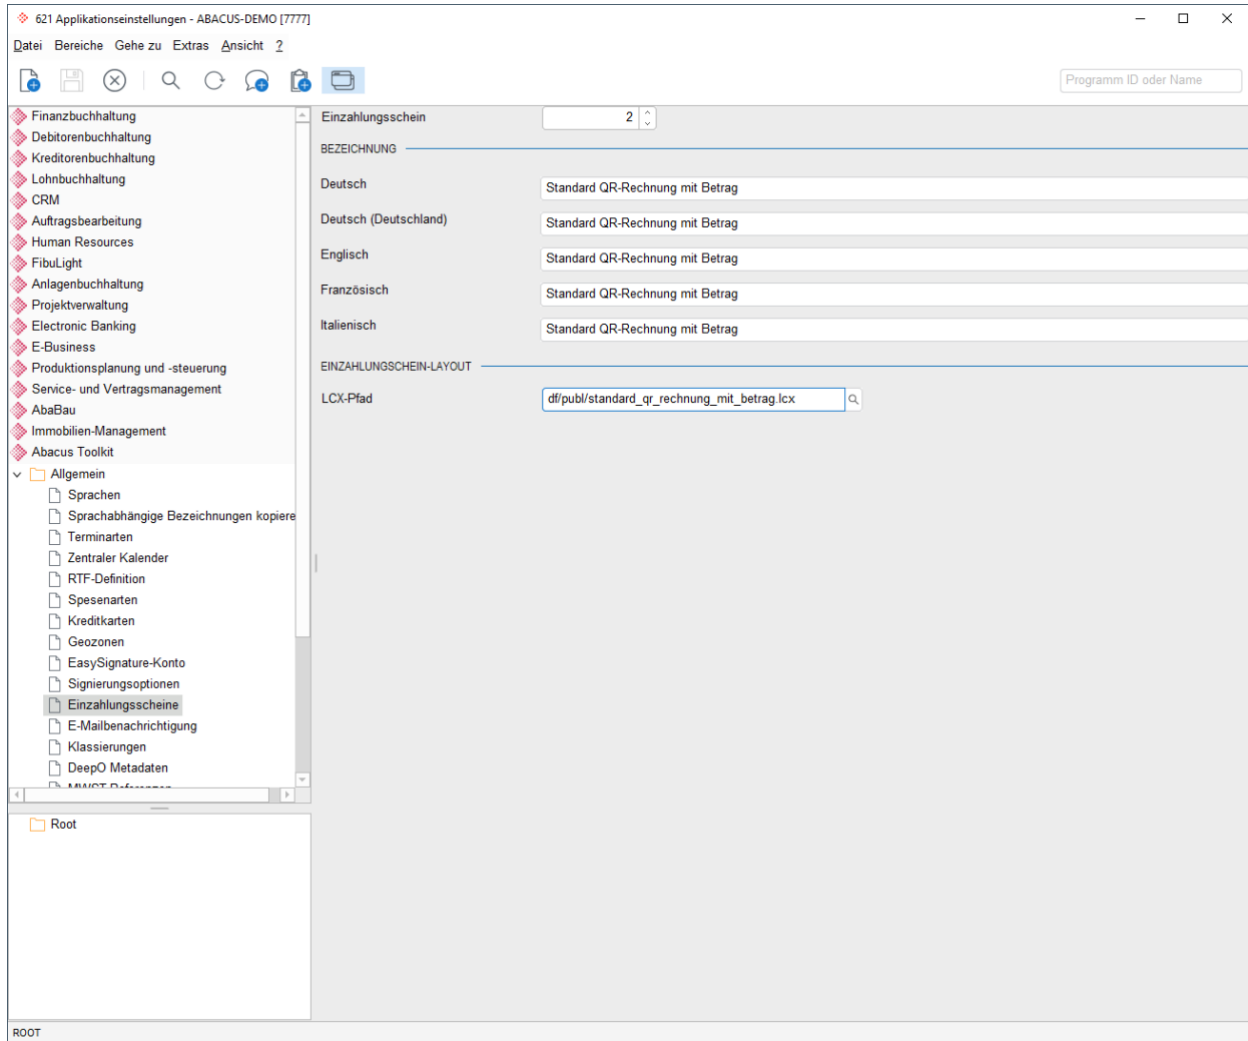 621 Applikationseinstellungen - ABACUS-DEMO [7777]
Datei Bereiche Gehe zu Extras Ansicht ?
Programm ID oder Name
Finanzbuchhaltung
Debitorenbuchhaltung
Kreditorenbuchhaltung
Lohnbuchhaltung
CRM
Auftragsbearbeitung
Human Resources
FibuLight
Anlagenbuchhaltung
Projektverwaltung
Electronic Banking
E-Business
Produktionsplanung und -steuerung
Service- und Vertragsmanagement
AbaBau
Immobilien-Management
Abacus Toolkit
Allgemein
Sprachen
Sprachabhängige Bezeichnungen kopiere
Terminarten
Zentraler Kalender
RTF-Definition
Spesenarten
Kreditkarten
Geozonen
EasySignature-Konto
Signierungsoptionen
Einzahlungsscheine
E-Mailbenachrichtigung
Klassierungen
DeepO Metadaten
MWST Referenzen
Root
Einzahlungsschein 2
BEZEICHNUNG
Deutsch Standard QR-Rechnung mit Betrag
Deutsch (Deutschland) Standard QR-Rechnung mit Betrag
Englisch Standard QR-Rechnung mit Betrag
Französisch Standard QR-Rechnung mit Betrag
Italienisch Standard QR-Rechnung mit Betrag
EINZAHLUNGSCHEIN-LAYOUT
LCX-Pfad df/publ/standard_qr_rechnung_mit_betrag.lcx
ROOT